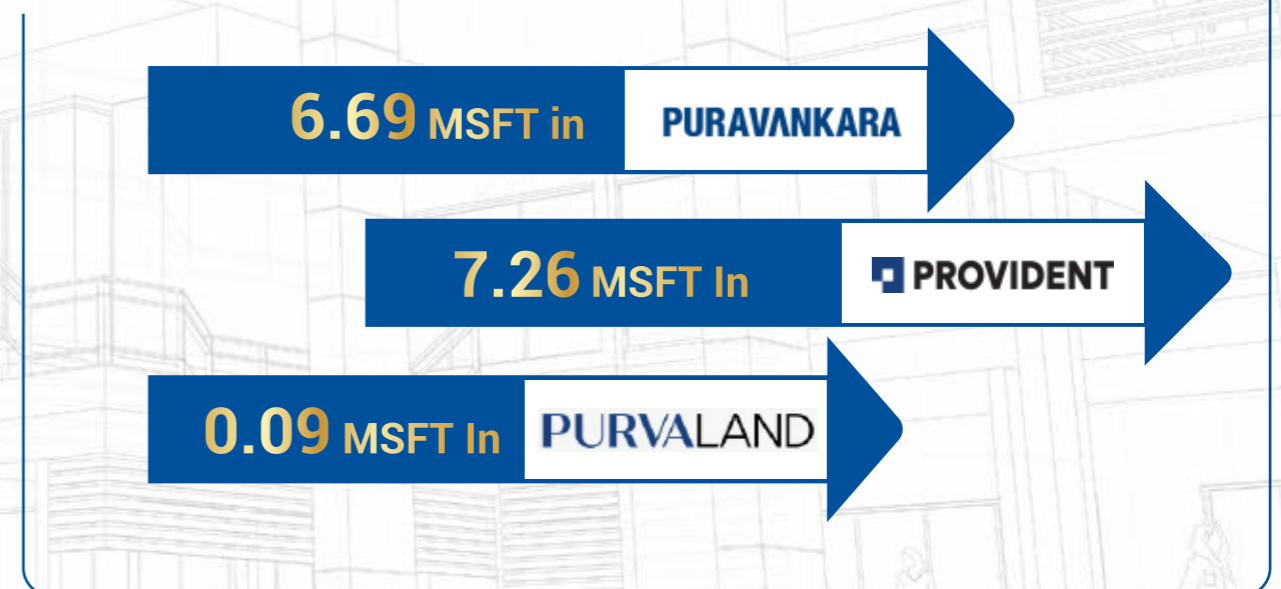 6.69 MSFT in PURAVANKARA
7.26 MSFT In PROVIDENT
0.09 MSFT In PURVALAND